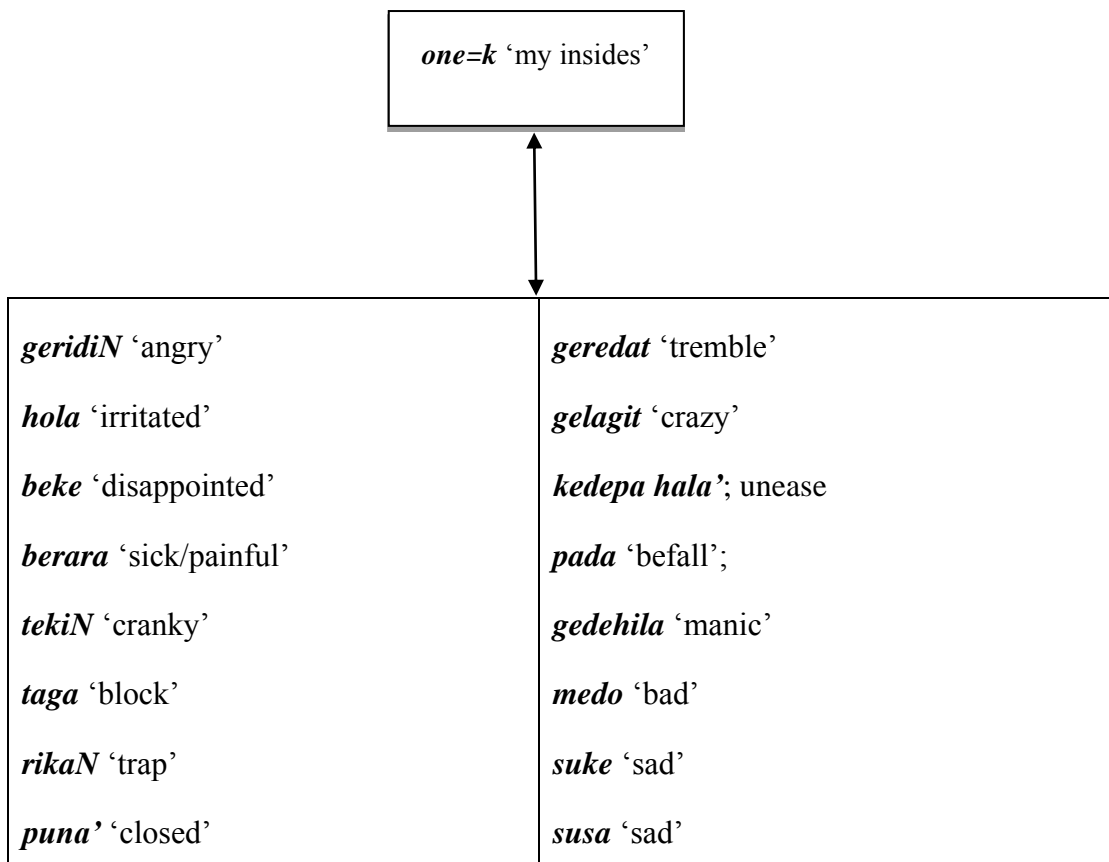 one=k ‘my insides’
geridiN ‘angry’
hola ‘irritated’
beke ‘disappointed’
berara ‘sick/painful’
tekiN ‘cranky’
taga ‘block’
rikaN ‘trap’
puna’ ‘closed’
geredat ‘tremble’
gelagit ‘crazy’
kedepa hala’; unease
pada ‘befall’;
gedehila ‘manic’
medo ‘bad’
suke ‘sad’
susa ‘sad’